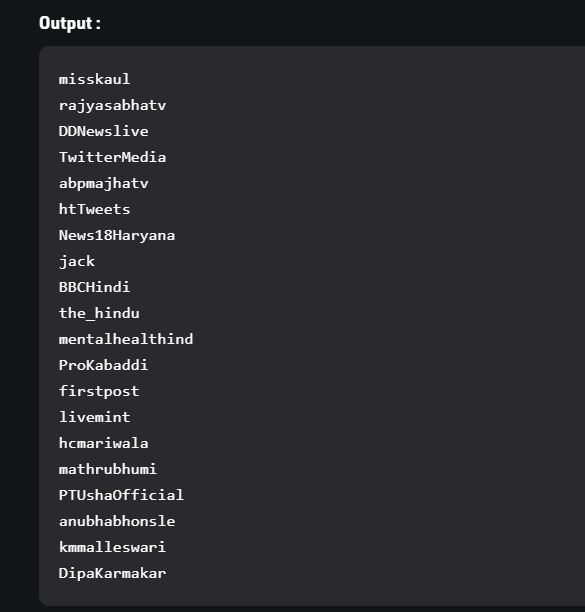 Output :
misskaul
rajyasabhatv
DDNewslive
TwitterMedia
abpmajhatv
htTweets
News18Haryana
jack
BBCHindi
the_hindu
mentalhealthind
ProKabaddi
firstpost
livemint
hcmariwala
mathrubhumi
PTUshaOfficial
anubhabhonsle
kmmalleswari
DipaKarmakar